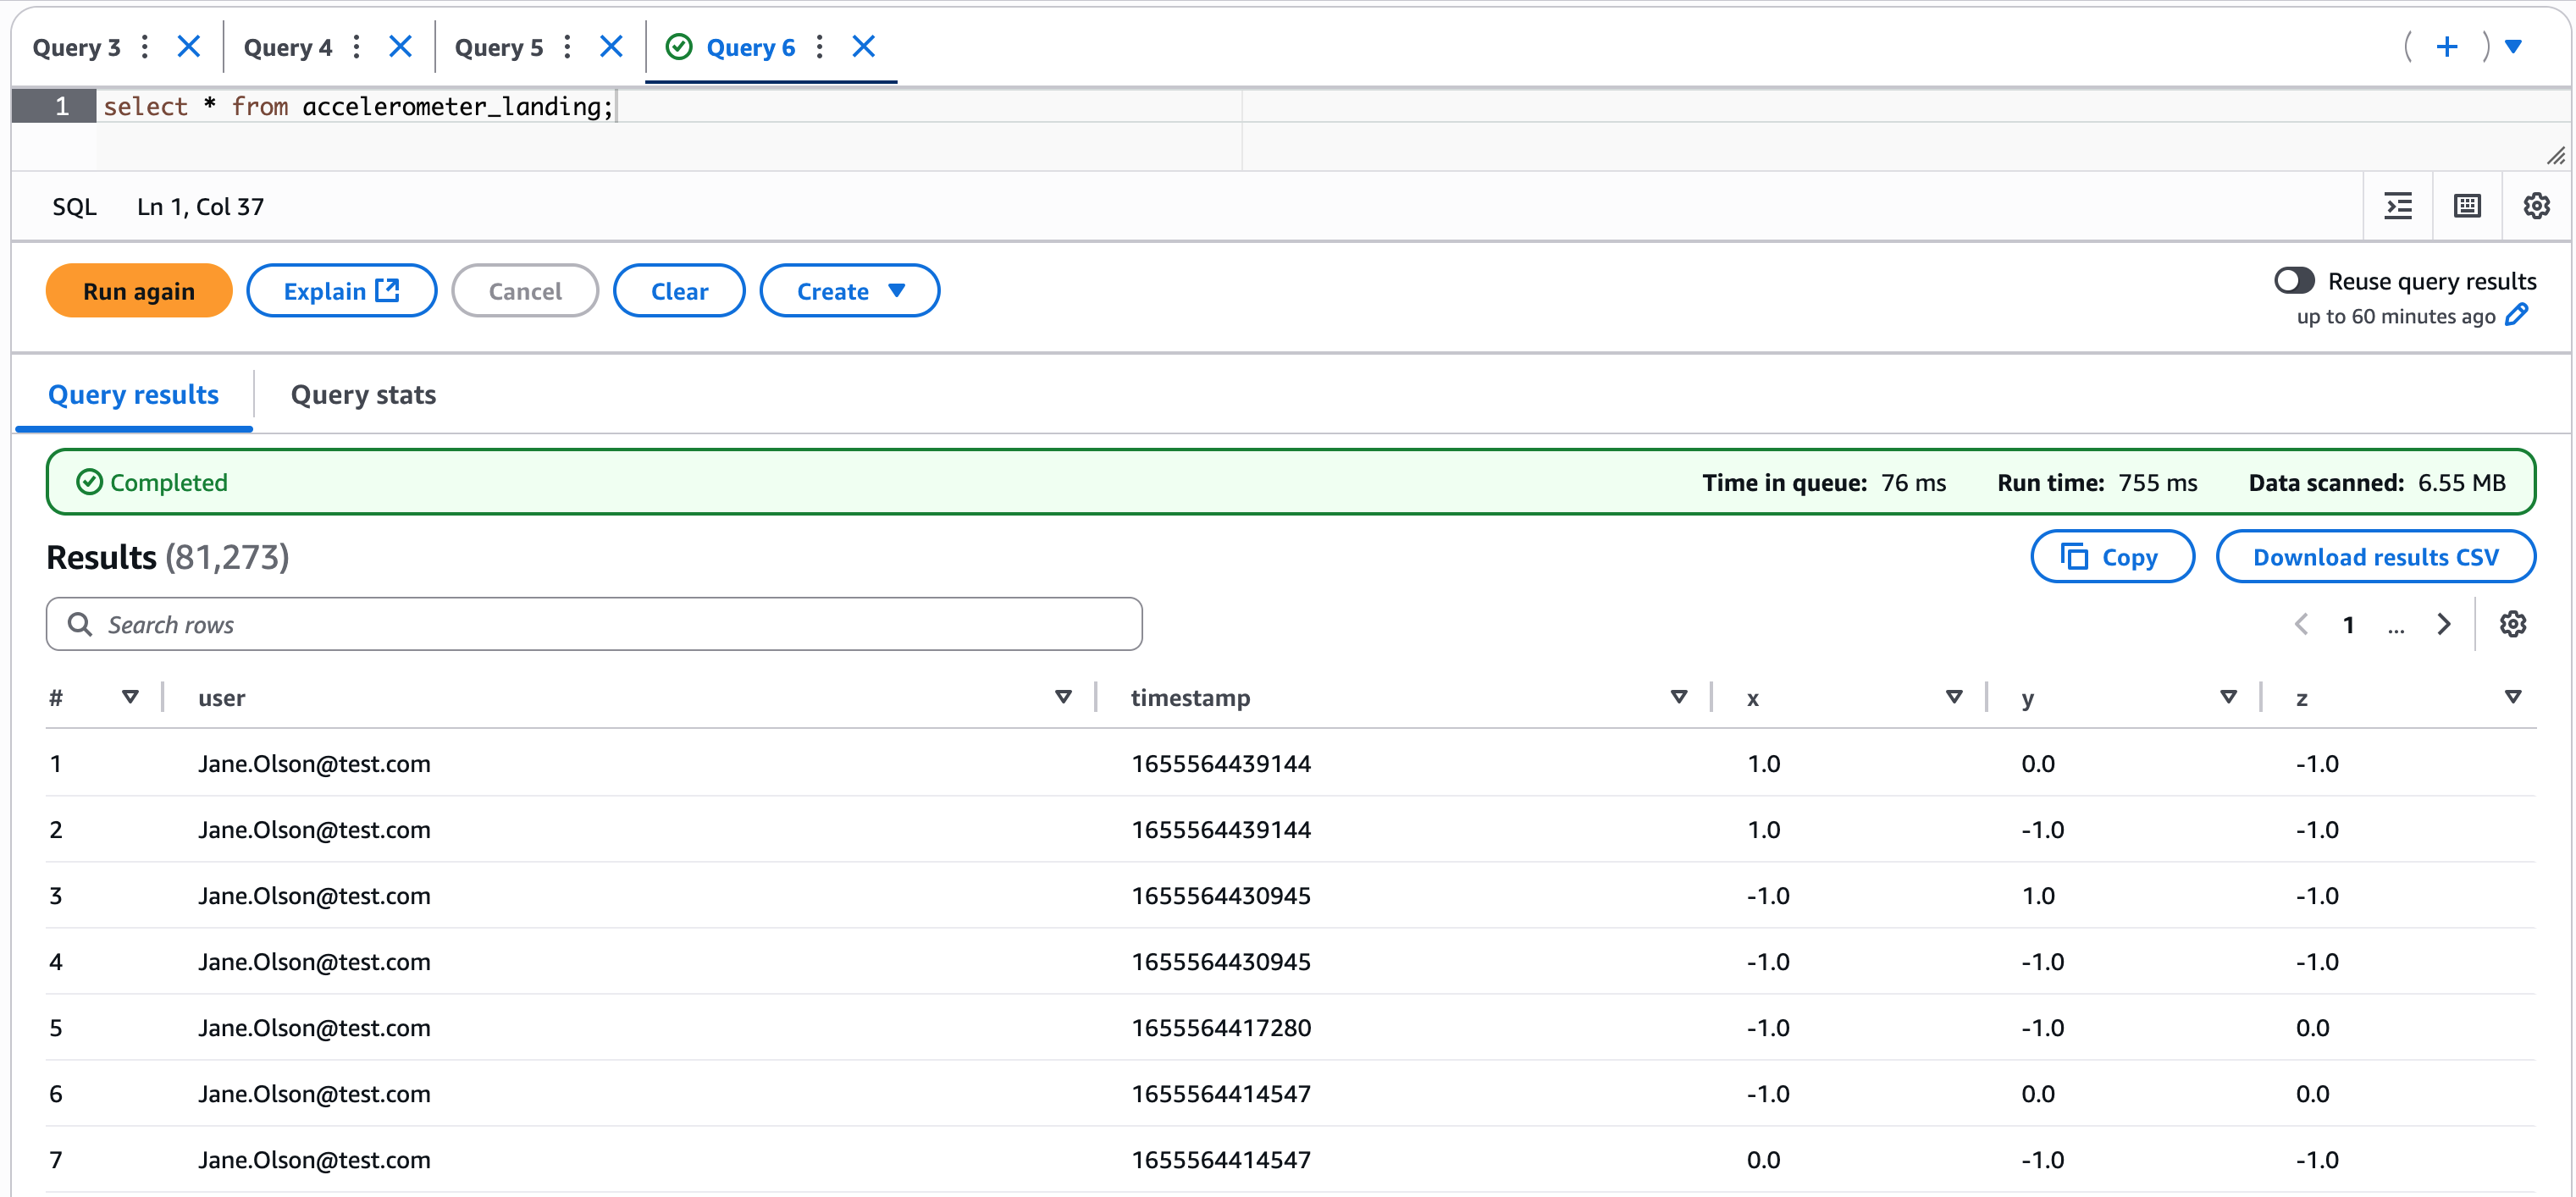 Query 3 Query 4 Query 5 Query 6
1 select * from accelerometer_landing;
SQL Ln 1, Col 37
Run again Explain Cancel Clear Create Reuse query results
up to 60 minutes ago
Query results Query stats
Completed Time in queue: 76 ms Run time: 755 ms Data scanned: 6.55 MB
Results (81,273) Copy Download results CSV
Search rows 1 ...
# user timestamp x y z
1 Jane.Olson@test.com 1655564439144 1.0 0.0 -1.0
2 Jane.Olson@test.com 1655564439144 1.0 -1.0 -1.0
3 Jane.Olson@test.com 1655564430945 -1.0 1.0 -1.0
4 Jane.Olson@test.com 1655564430945 -1.0 -1.0 -1.0
5 Jane.Olson@test.com 1655564417280 -1.0 -1.0 0.0
6 Jane.Olson@test.com 1655564414547 -1.0 0.0 0.0
7 Jane.Olson@test.com 1655564414547 0.0 -1.0 -1.0